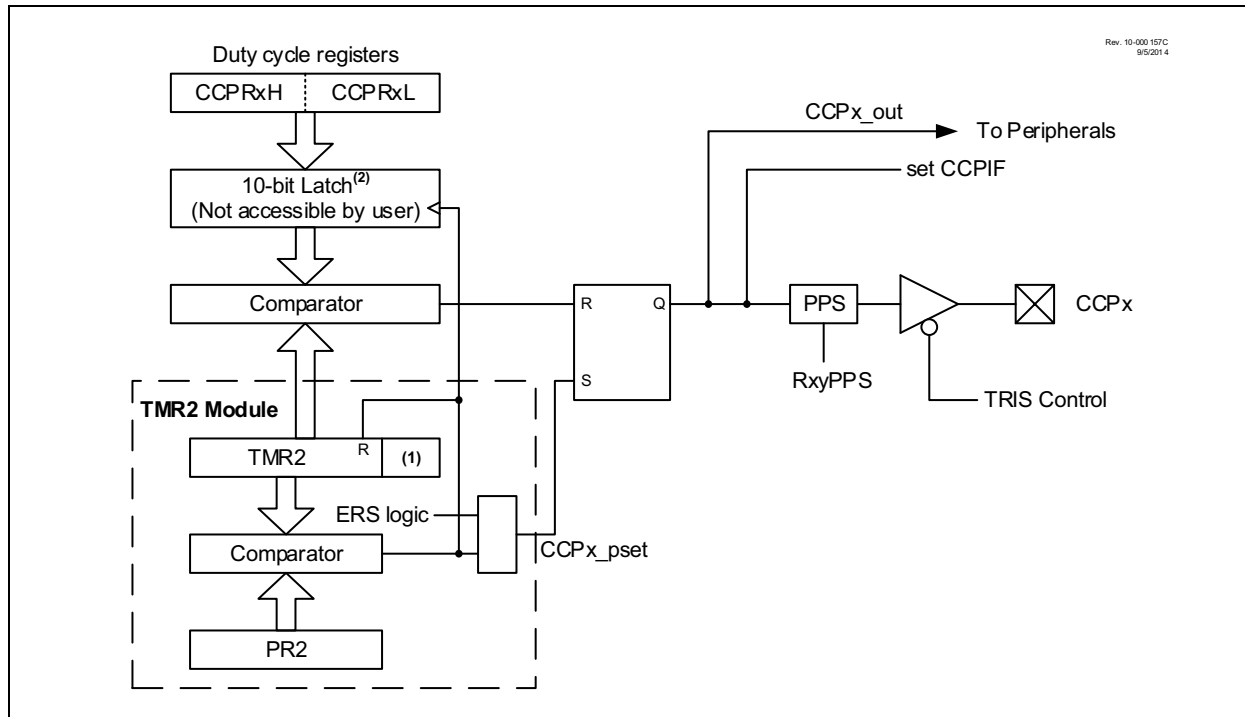 Rev. 10-000 157C
9/5/201 4
Duty cycle registers
CCPRxH CCPRxL
CCPx_out
To Peripherals
set CCPIF
10-bit Latch(2)
(Not accessible by user)
Comparator
R Q
PPS
CCPx
S
RxyPPS
TRIS Control
TMR2 Module
R
TMR2 (1)
ERS logic
Comparator
CCPx_pset
PR2